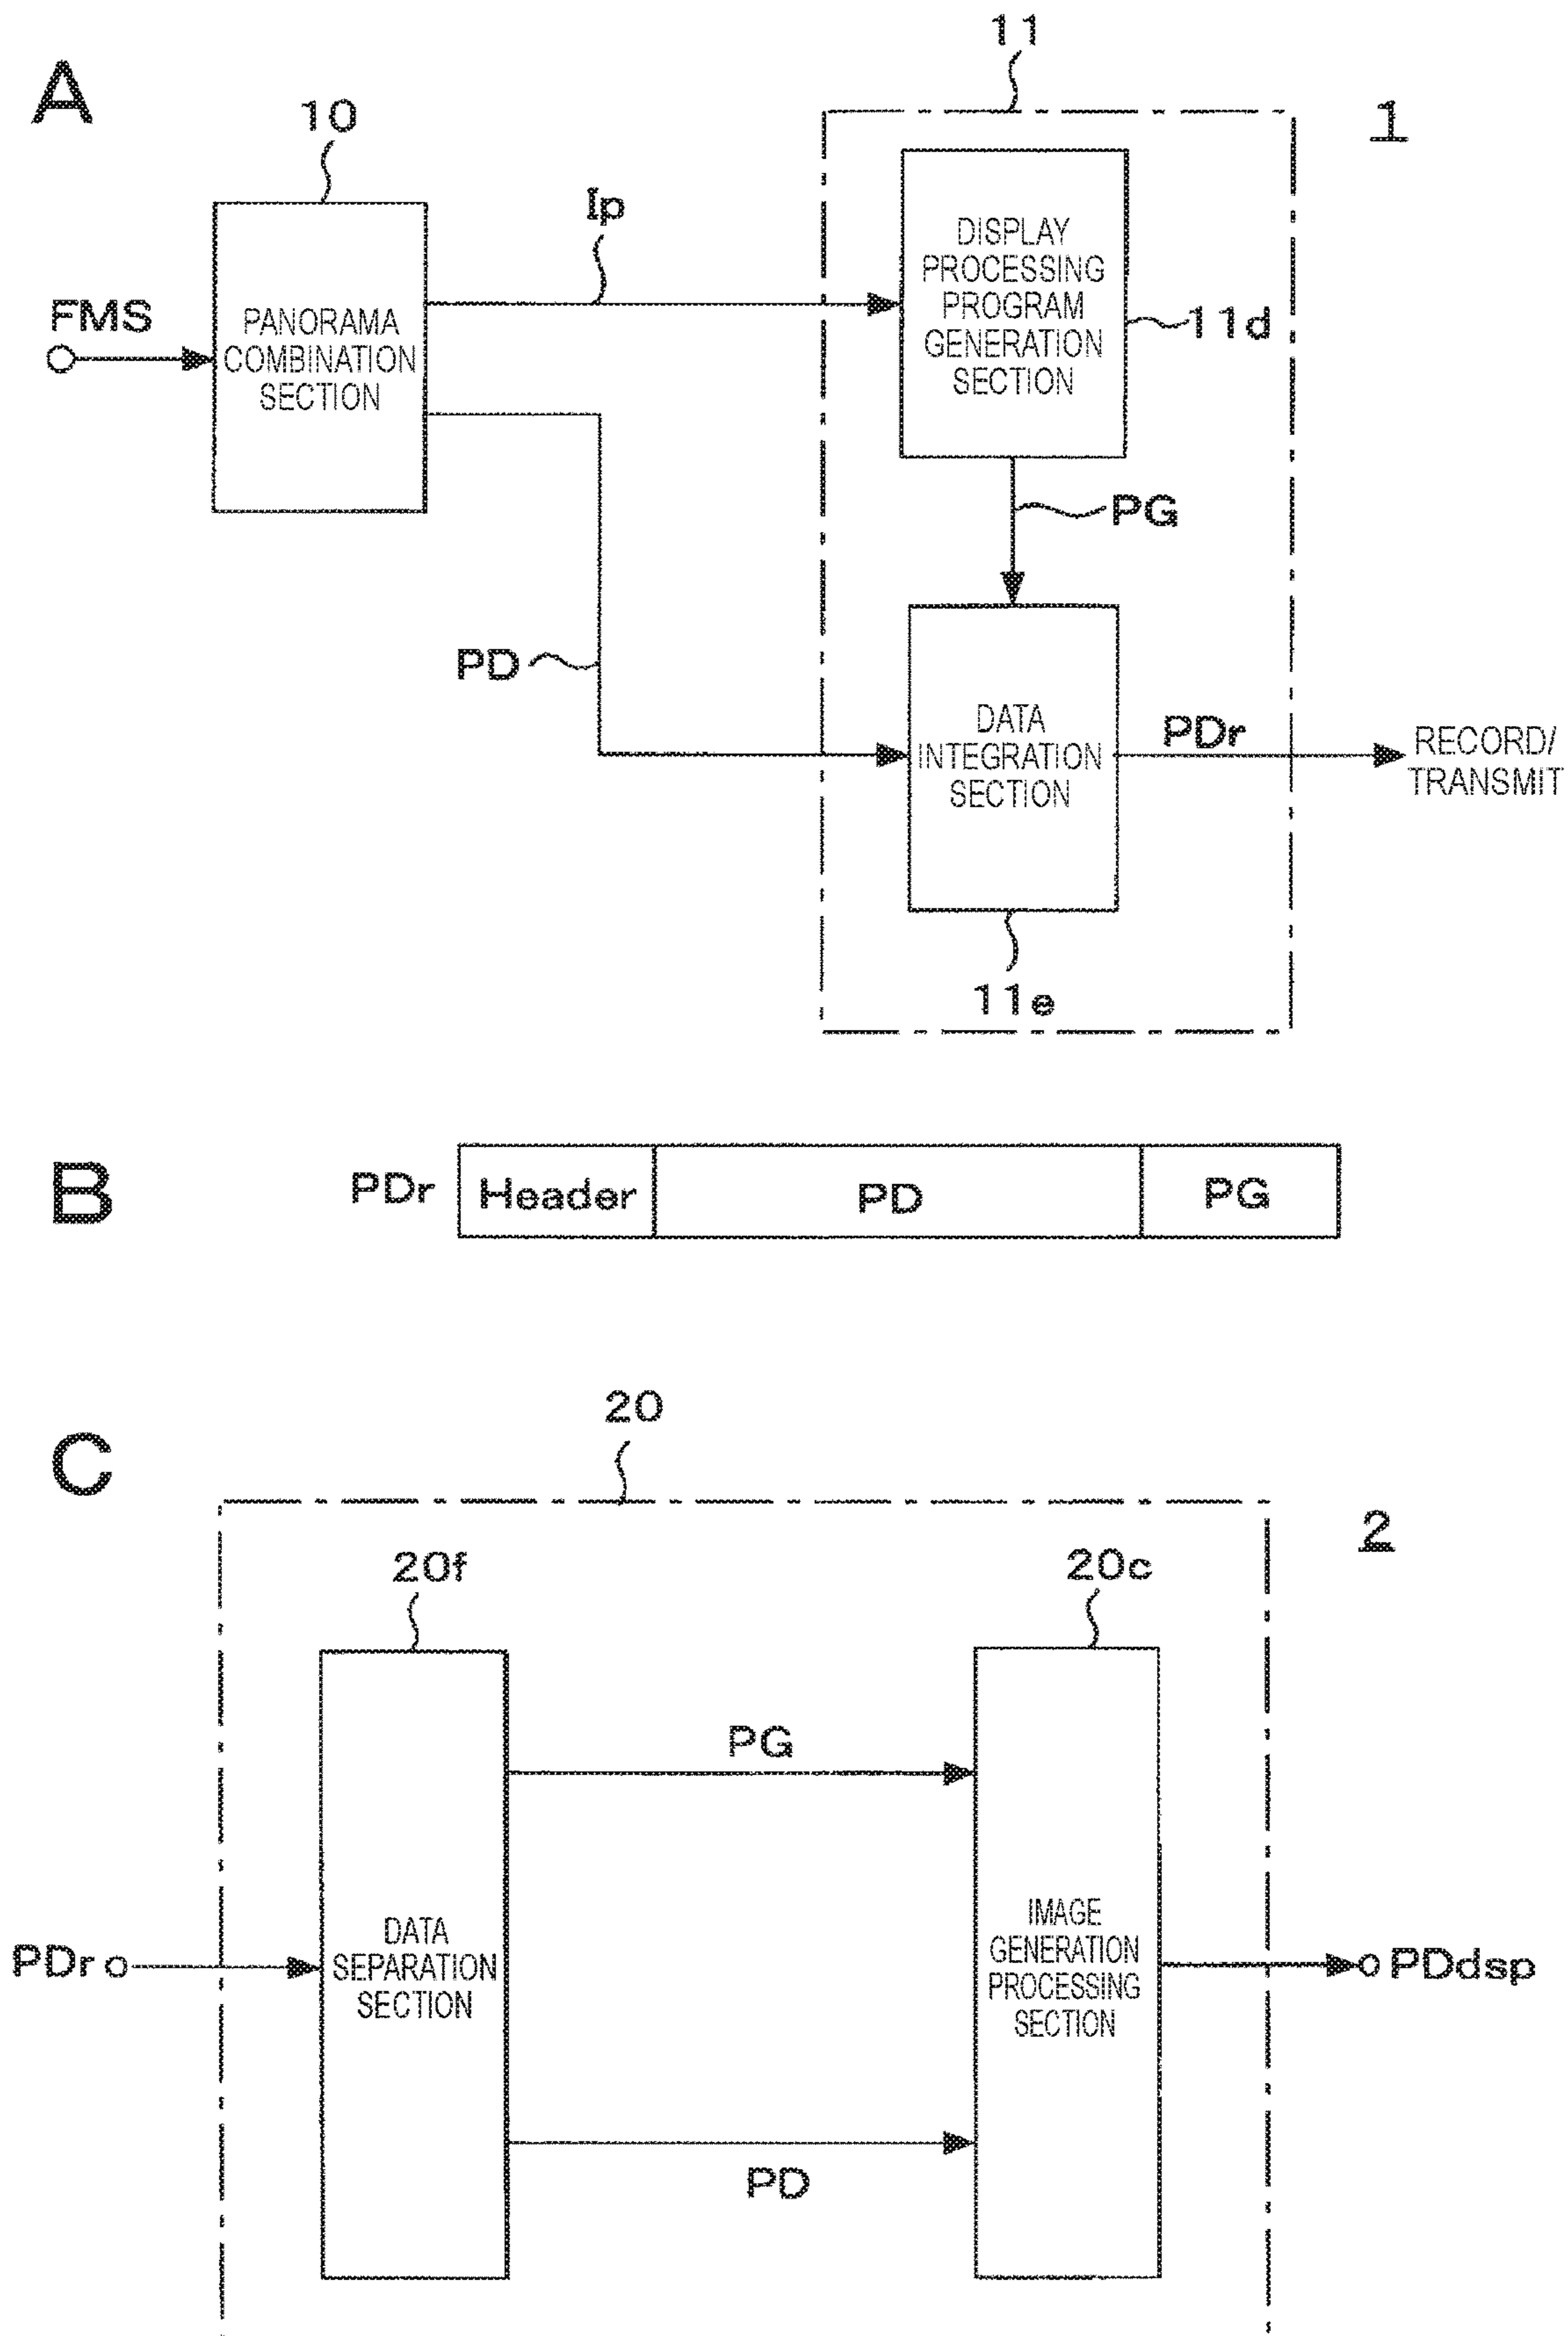 A
11
1
10
Ip
FMS
PANORAMA
COMBINATION
SECTION
DISPLAY
PROCESSING
PROGRAM
GENERATION
SECTION
11d
PG
PD
DATA
INTEGRATION
SECTION
PDr
RECORD/
TRANSMIT
11e
B
PDr
Header
PD
PG
C
20
2
20f
20c
PG
PDr
DATA
SEPARATION
SECTION
IMAGE
GENERATION
PROCESSING
SECTION
PDdsp
PD